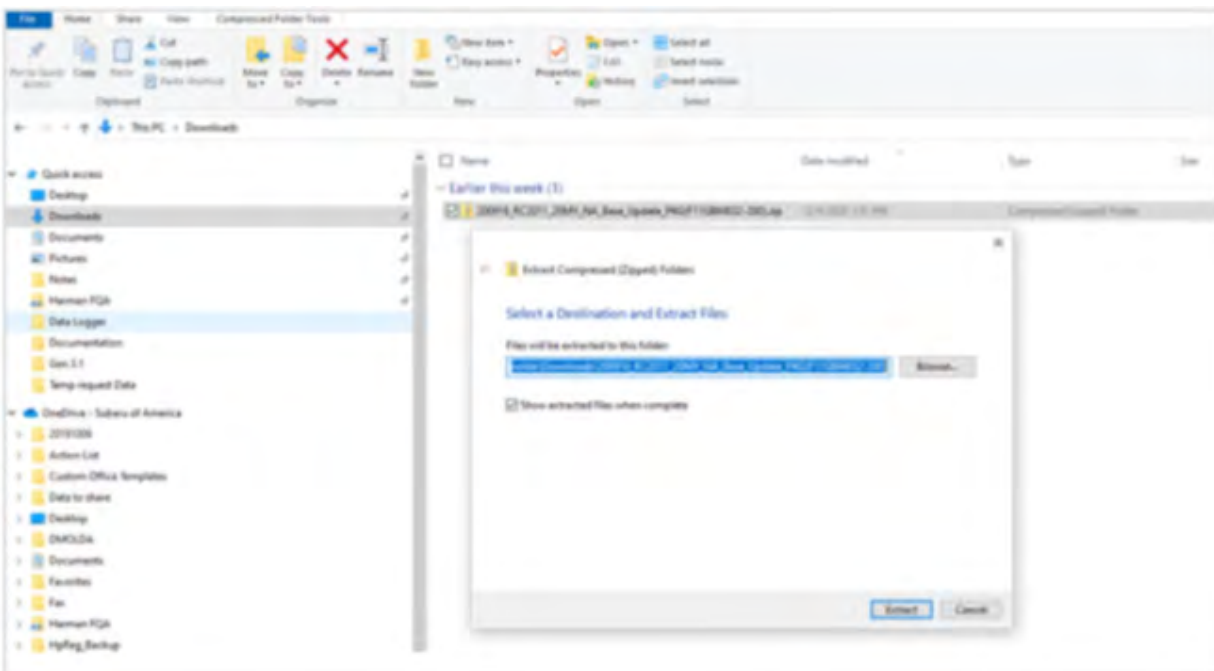 File Home Share View Compressed Folder Tools
Cut
Copy path
Paste shortcut
Copy Paste
Clipboard
Move to Copy to Delete Rename
Organize
New folder
New item
Easy access
New
Properties
Open
Edit
History
Open
Select all
Select none
Invert selection
Select
This PC Downloads
Name Date modified Type Size
Quick access
Earlier this week (1)
Desktop
Downloads
Documents
Pictures
Notes
Harman FQA
Data Logger
Documentation
Gen 3.1
Temp request Data
OneDrive - Subaru of America
20191006
Action List
Custom Office Templates
Data to share
Desktop
DMOLDA
Documents
Favorites
Fax
Harman FQA
HpReg_Backup
Compressed (zipped) Folder
Extract Compressed (Zipped) Folders
Select a Destination and Extract Files
Files will be extracted to this folder:
Browse...
Show extracted files when complete
Extract Cancel